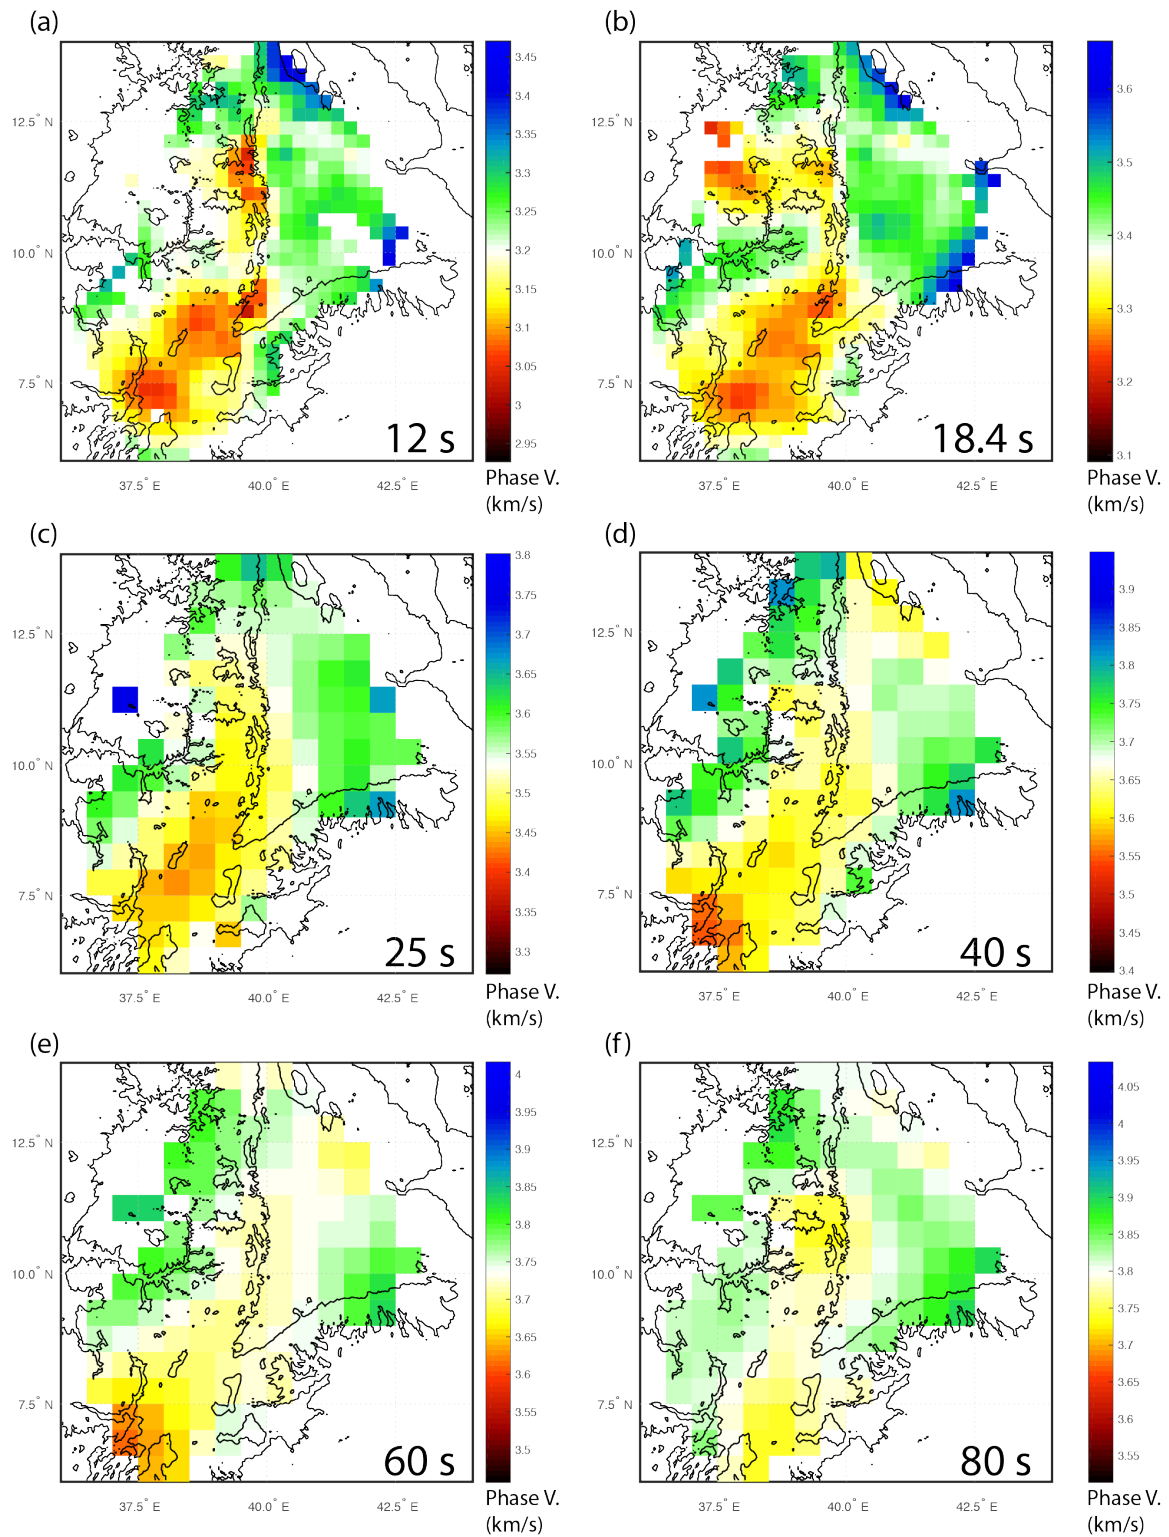 (a)
(b)
12.5° N
10.0° N
7.5° N
37.5° E
40.0° E
42.5° E
12 s
3.45
3.4
3.35
3.3
3.25
3.2
3.15
3.1
3.05
3
2.95
Phase V.
(km/s)
12.5° N
10.0° N
7.5° N
37.5° E
40.0° E
42.5° E
18.4 s
3.6
3.5
3.4
3.3
3.2
3.1
Phase V.
(km/s)
(c)
(d)
12.5° N
10.0° N
7.5° N
37.5° E
40.0° E
42.5° E
25 s
3.8
3.75
3.7
3.65
3.6
3.55
3.5
3.45
3.4
3.35
3.3
Phase V.
(km/s)
12.5° N
10.0° N
7.5° N
37.5° E
40.0° E
42.5° E
40 s
3.9
3.85
3.8
3.75
3.7
3.65
3.6
3.55
3.5
3.45
3.4
Phase V.
(km/s)
(e)
(f)
12.5° N
10.0° N
7.5° N
37.5° E
40.0° E
42.5° E
60 s
4
3.95
3.9
3.85
3.8
3.75
3.7
3.65
3.6
3.55
3.5
Phase V.
(km/s)
12.5° N
10.0° N
7.5° N
37.5° E
40.0° E
42.5° E
80 s
4.05
4
3.95
3.9
3.85
3.8
3.75
3.7
3.65
3.6
3.55
Phase V.
(km/s)